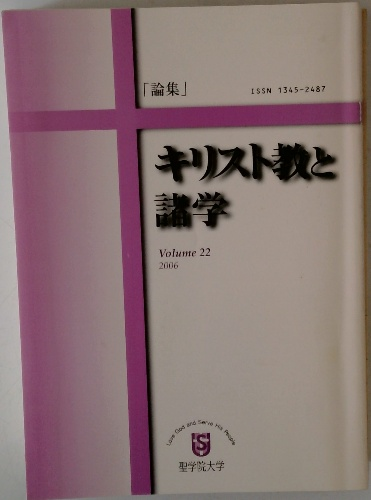 「論集」
ISSN 1345-2487
キリスト教と
諸学
Volume 22
2006
Love God and Serve His People
聖学院大学